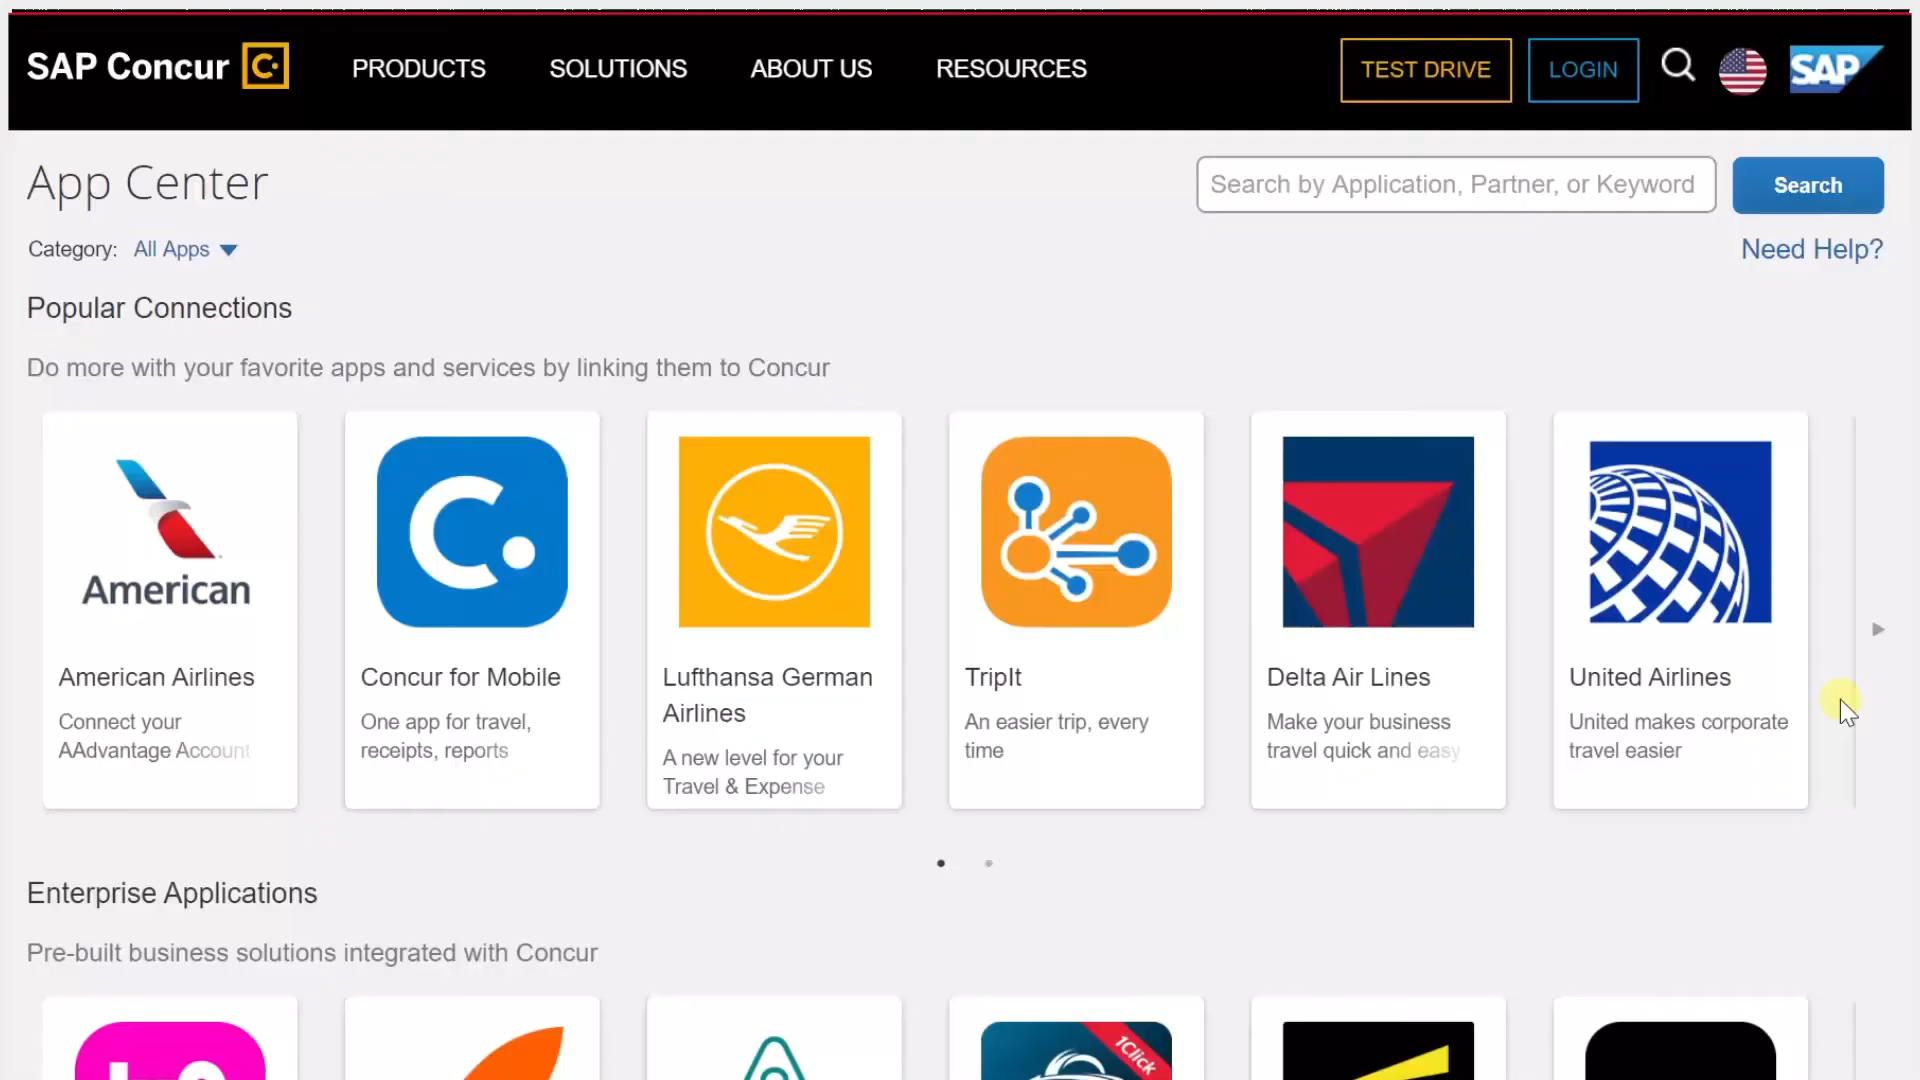 SAP Concur C.
PRODUCTS
SOLUTIONS
ABOUT US
RESOURCES
TEST DRIVE
LOGIN
SAP
App Center
Search by Application, Partner, or Keyword
Search
Category: All Apps
Need Help?
Popular Connections
Do more with your favorite apps and services by linking them to Concur
American
American Airlines
Connect your
AAdvantage Account
C.
Concur for Mobile
One app for travel,
receipts, reports
Lufthansa German
Airlines
A new level for your
Travel & Expense
TripIt
An easier trip, every
time
Delta Air Lines
Make your business
travel quick and easy
United Airlines
United makes corporate
travel easier
Enterprise Applications
Pre-built business solutions integrated with Concur
1Click